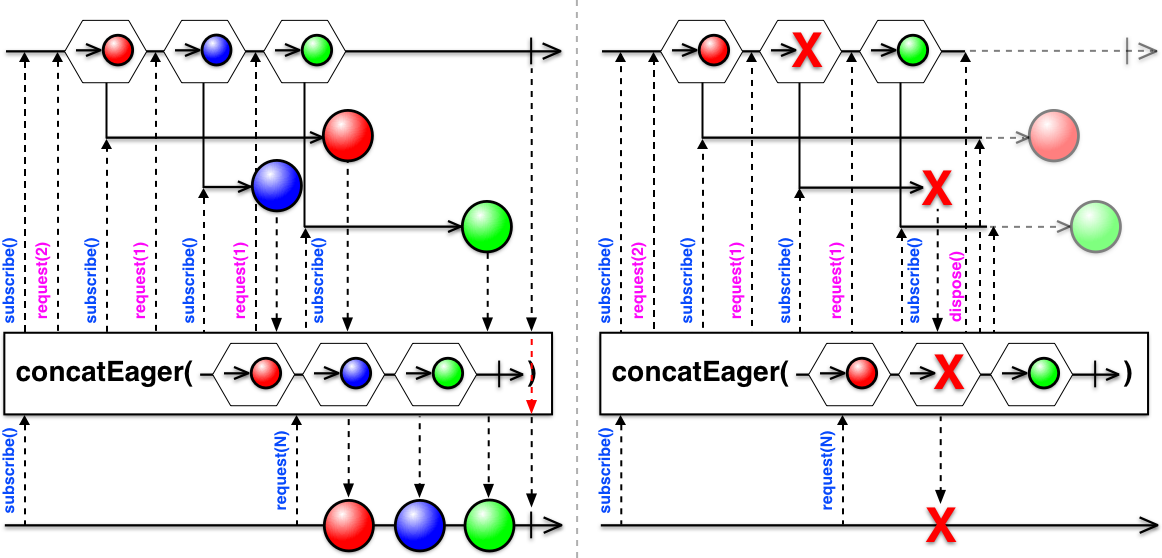 subscribe()
request(2)
subscribe()
request(1)
subscribe()
request(1)
subscribe()
concatEager(
)
subscribe()
request(N)
subscribe()
request(2)
subscribe()
request(1)
subscribe()
request(1)
subscribe()
dispose()
X
X
concatEager(
X
)
subscribe()
request(N)
X